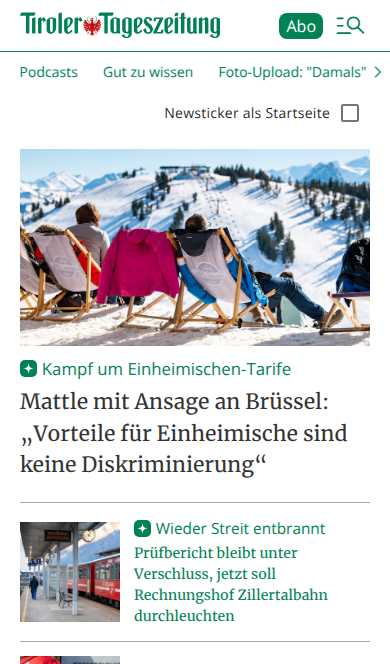 Tiroler Tageszeitung
Abo
Podcasts Gut zu wissen Foto-Upload: "Damals"
Newsticker als Startseite
Kampf um Einheimischen-Tarife
Mattle mit Ansage an Brüssel:
„Vorteile für Einheimische sind
keine Diskriminierung“
Wieder Streit entbrannt
Prüfbericht bleibt unter
Verschluss, jetzt soll
Rechnungshof Zillertalbahn
durchleuchten